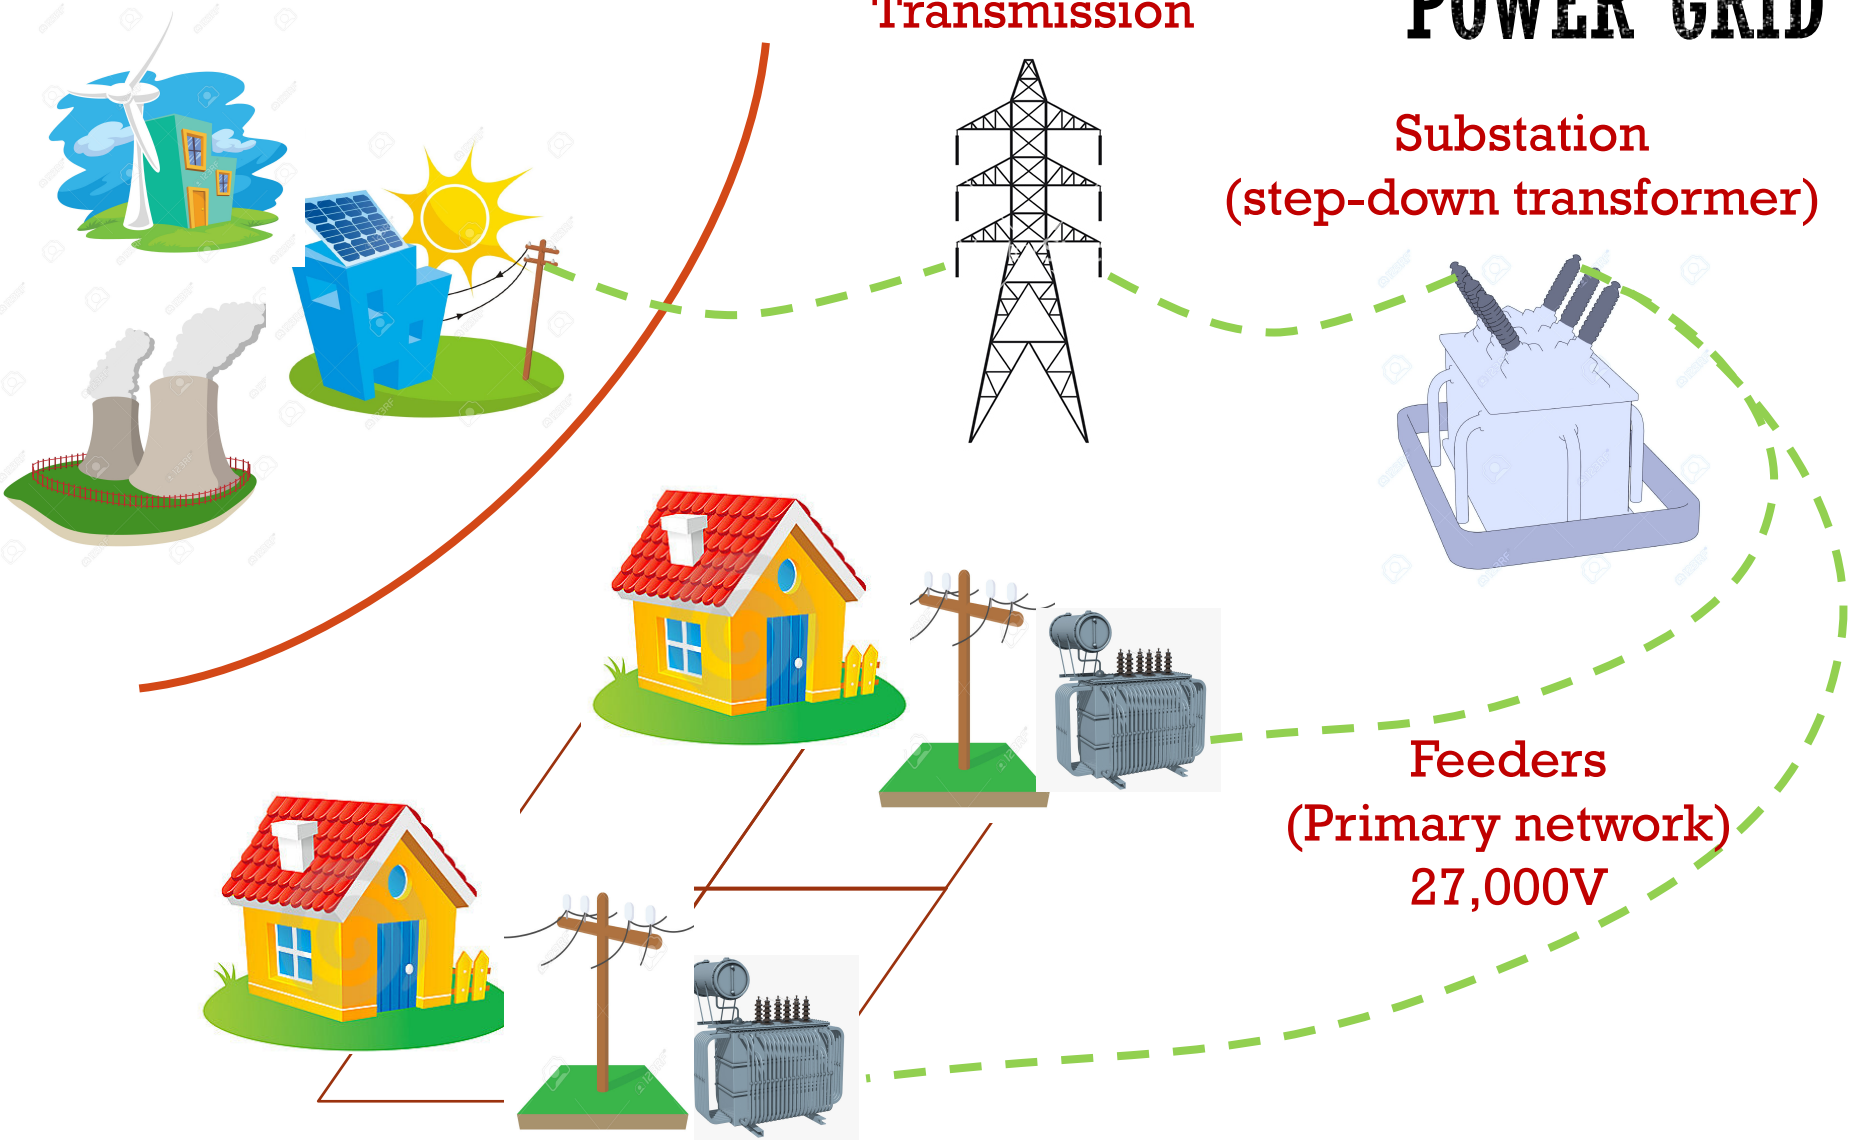 Transmission
POWER GRID
Substation
(step-down transformer)
Feeders
(Primary network)
27,000V